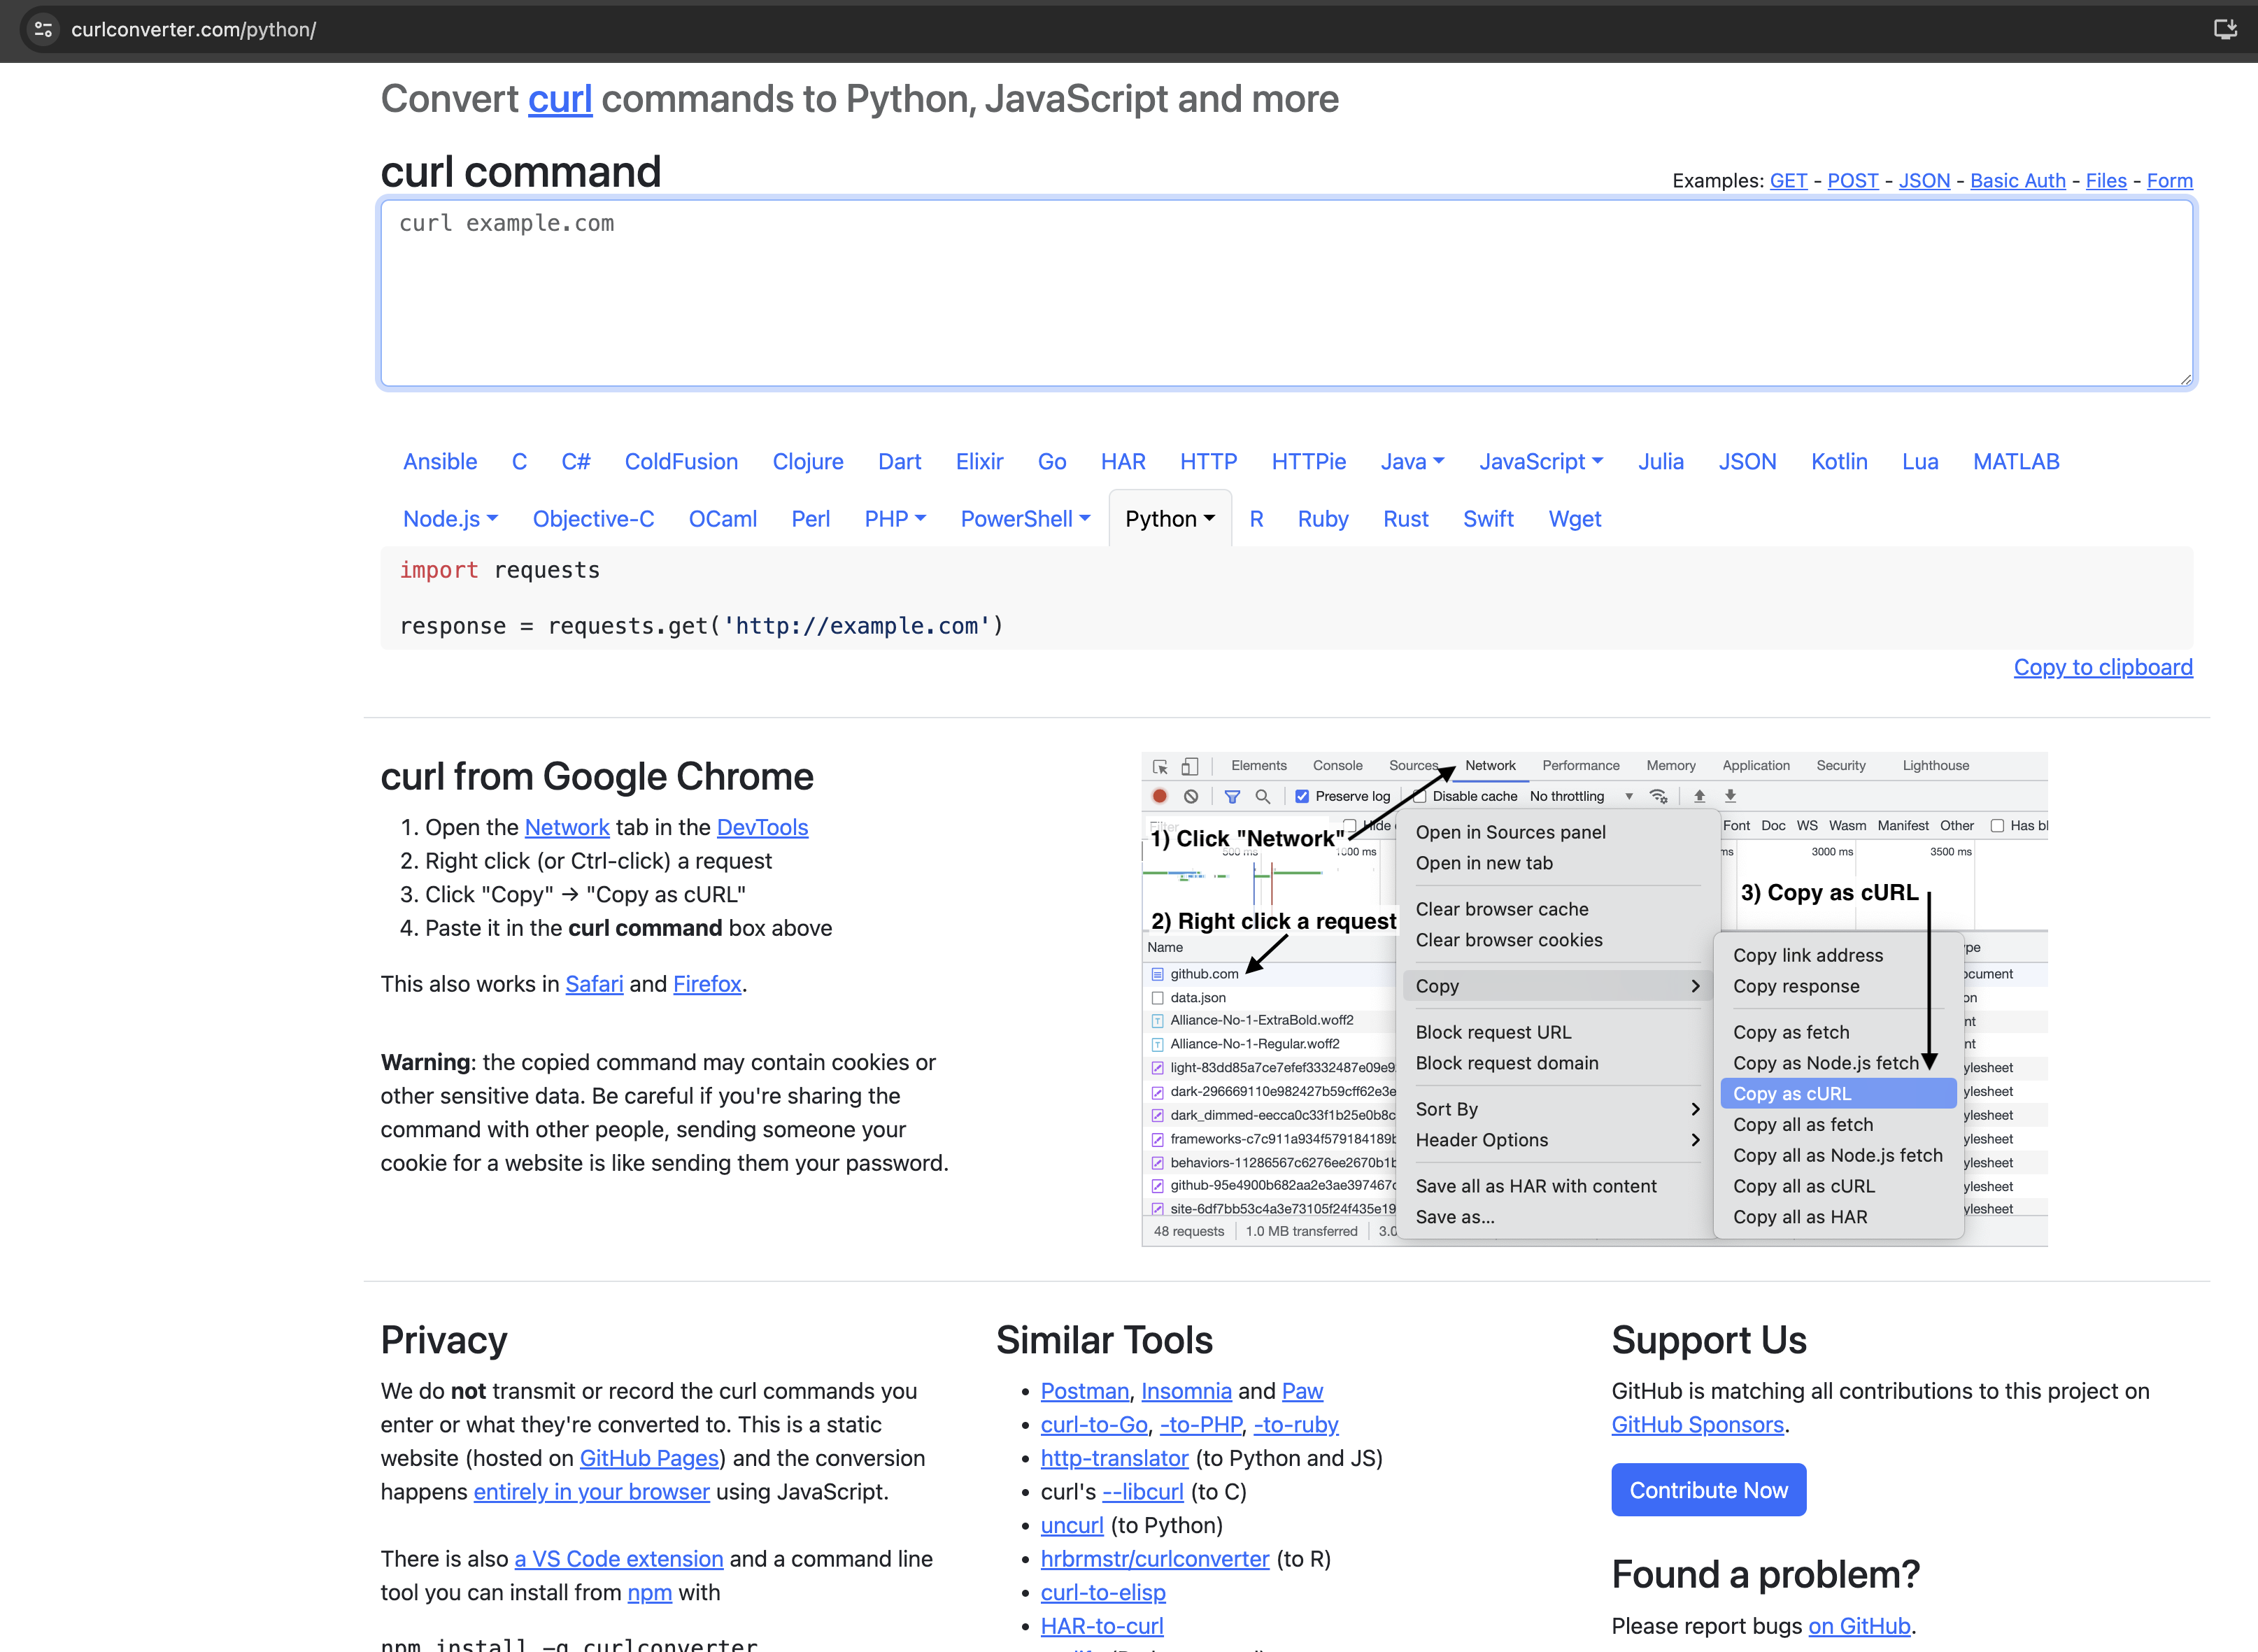 curlconverter.com/python/
Convert curl commands to Python, JavaScript and more
curl command
Examples: GET - POST - JSON - Basic Auth - Files - Form
curl example.com
Ansible C C# ColdFusion Clojure Dart Elixir Go HAR HTTP HTTPie Java JavaScript Julia JSON Kotlin Lua MATLAB
Node.js Objective-C OCaml Perl PHP PowerShell Python R Ruby Rust Swift Wget
import requests
response = requests.get('http://example.com')
Copy to clipboard
curl from Google Chrome
1. Open the Network tab in the DevTools
2. Right click (or Ctrl-click) a request
3. Click "Copy" → "Copy as cURL"
4. Paste it in the curl command box above
This also works in Safari and Firefox.
Warning: the copied command may contain cookies or
other sensitive data. Be careful if you're sharing the
command with other people, sending someone your
cookie for a website is like sending them your password.
Elements Console Sources Network Performance Memory Application Security Lighthouse
Preserve log Disable cache No throttling
Filter Hide Font Doc WS Wasm Manifest Other Has bl
1) Click "Network"
500 ms 1000 ms ms 3000 ms 3500 ms
3) Copy as cURL
2) Right click a request
Name ype
github.com ocument
data.json on
Alliance-No-1-ExtraBold.woff2 nt
Alliance-No-1-Regular.woff2 nt
light-83dd85a7ce7efef3332487e09e9 ylesheet
dark-296669110e982427b59cff62e3e ylesheet
dark_dimmed-eecca0c33f1b25e0b8c ylesheet
frameworks-c7c911a934f579184189b ylesheet
behaviors-11286567c6276ee2670b1b ylesheet
github-95e4900b682aa2e3ae397467c ylesheet
site-6df7bb53c4a3e73105f24f435e19 ylesheet
48 requests 1.0 MB transferred 3.0
Open in Sources panel
Open in new tab
Clear browser cache
Clear browser cookies
Copy
Block request URL
Block request domain
Sort By
Header Options
Save all as HAR with content
Save as...
Copy link address
Copy response
Copy as fetch
Copy as Node.js fetch
Copy as cURL
Copy all as fetch
Copy all as Node.js fetch
Copy all as cURL
Copy all as HAR
Privacy
We do not transmit or record the curl commands you
enter or what they're converted to. This is a static
website (hosted on GitHub Pages) and the conversion
happens entirely in your browser using JavaScript.
There is also a VS Code extension and a command line
tool you can install from npm with
npm install -g curlconverter
Similar Tools
• Postman, Insomnia and Paw
• curl-to-Go, -to-PHP, -to-ruby
• http-translator (to Python and JS)
• curl's --libcurl (to C)
• uncurl (to Python)
• hrbrmstr/curlconverter (to R)
• curl-to-elisp
• HAR-to-curl
Support Us
GitHub is matching all contributions to this project on
GitHub Sponsors.
Contribute Now
Found a problem?
Please report bugs on GitHub.